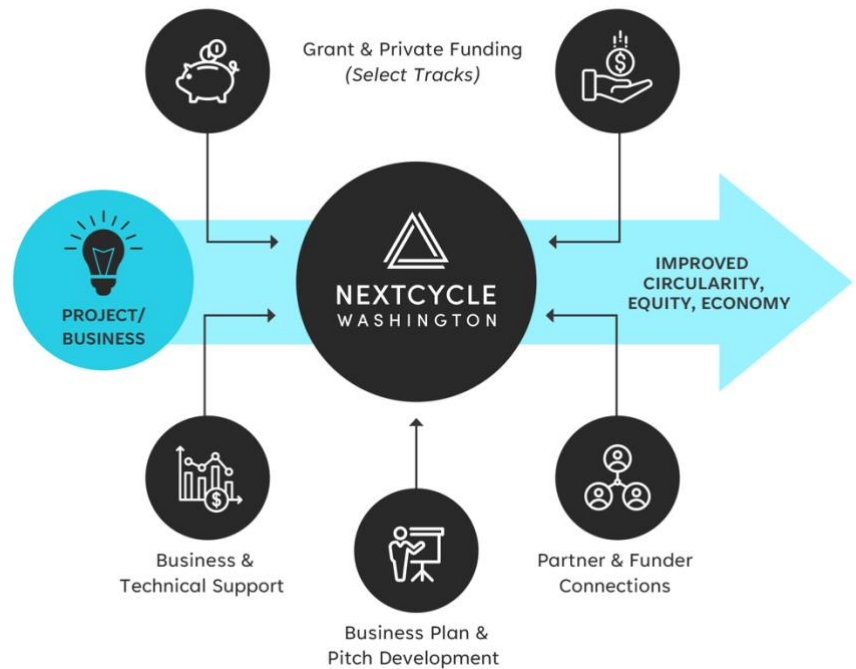 Grant & Private Funding
(Select Tracks)
PROJECT/
BUSINESS
NEXTCYCLE
WASHINGTON
IMPROVED
CIRCULARITY,
EQUITY, ECONOMY
Business &
Technical Support
Business Plan &
Pitch Development
Partner & Funder
Connections